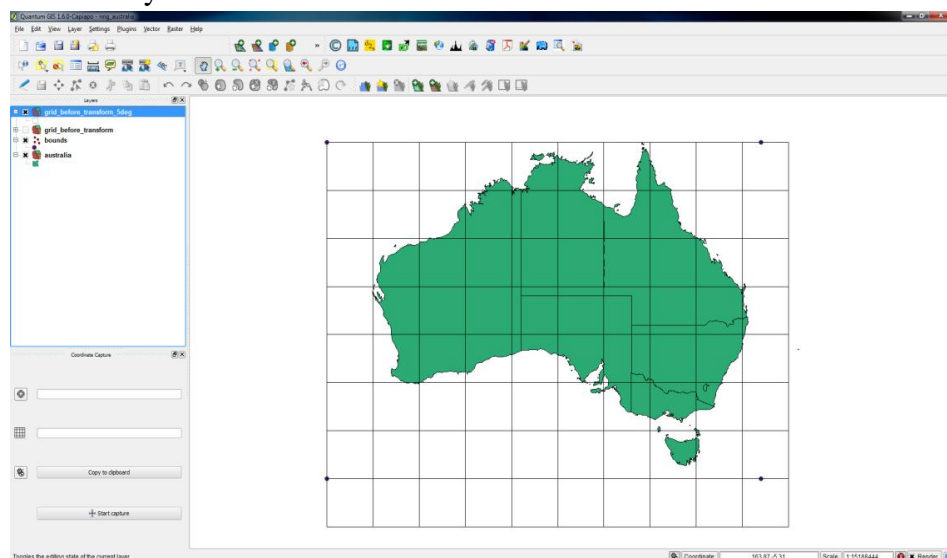 Quantum GIS 1.6.0-Capiapo - img_australia
File Edit View Layer Settings Plugins Vector Raster Help
Layers
grid_before_transform_5deg
grid_before_transform
bounds
australia
Coordinate Capture
Copy to clipboard
Start capture
Toggles the editing state of the current layer
Coordinate: 163.87,-5.31 Scale 1:15188444 Render